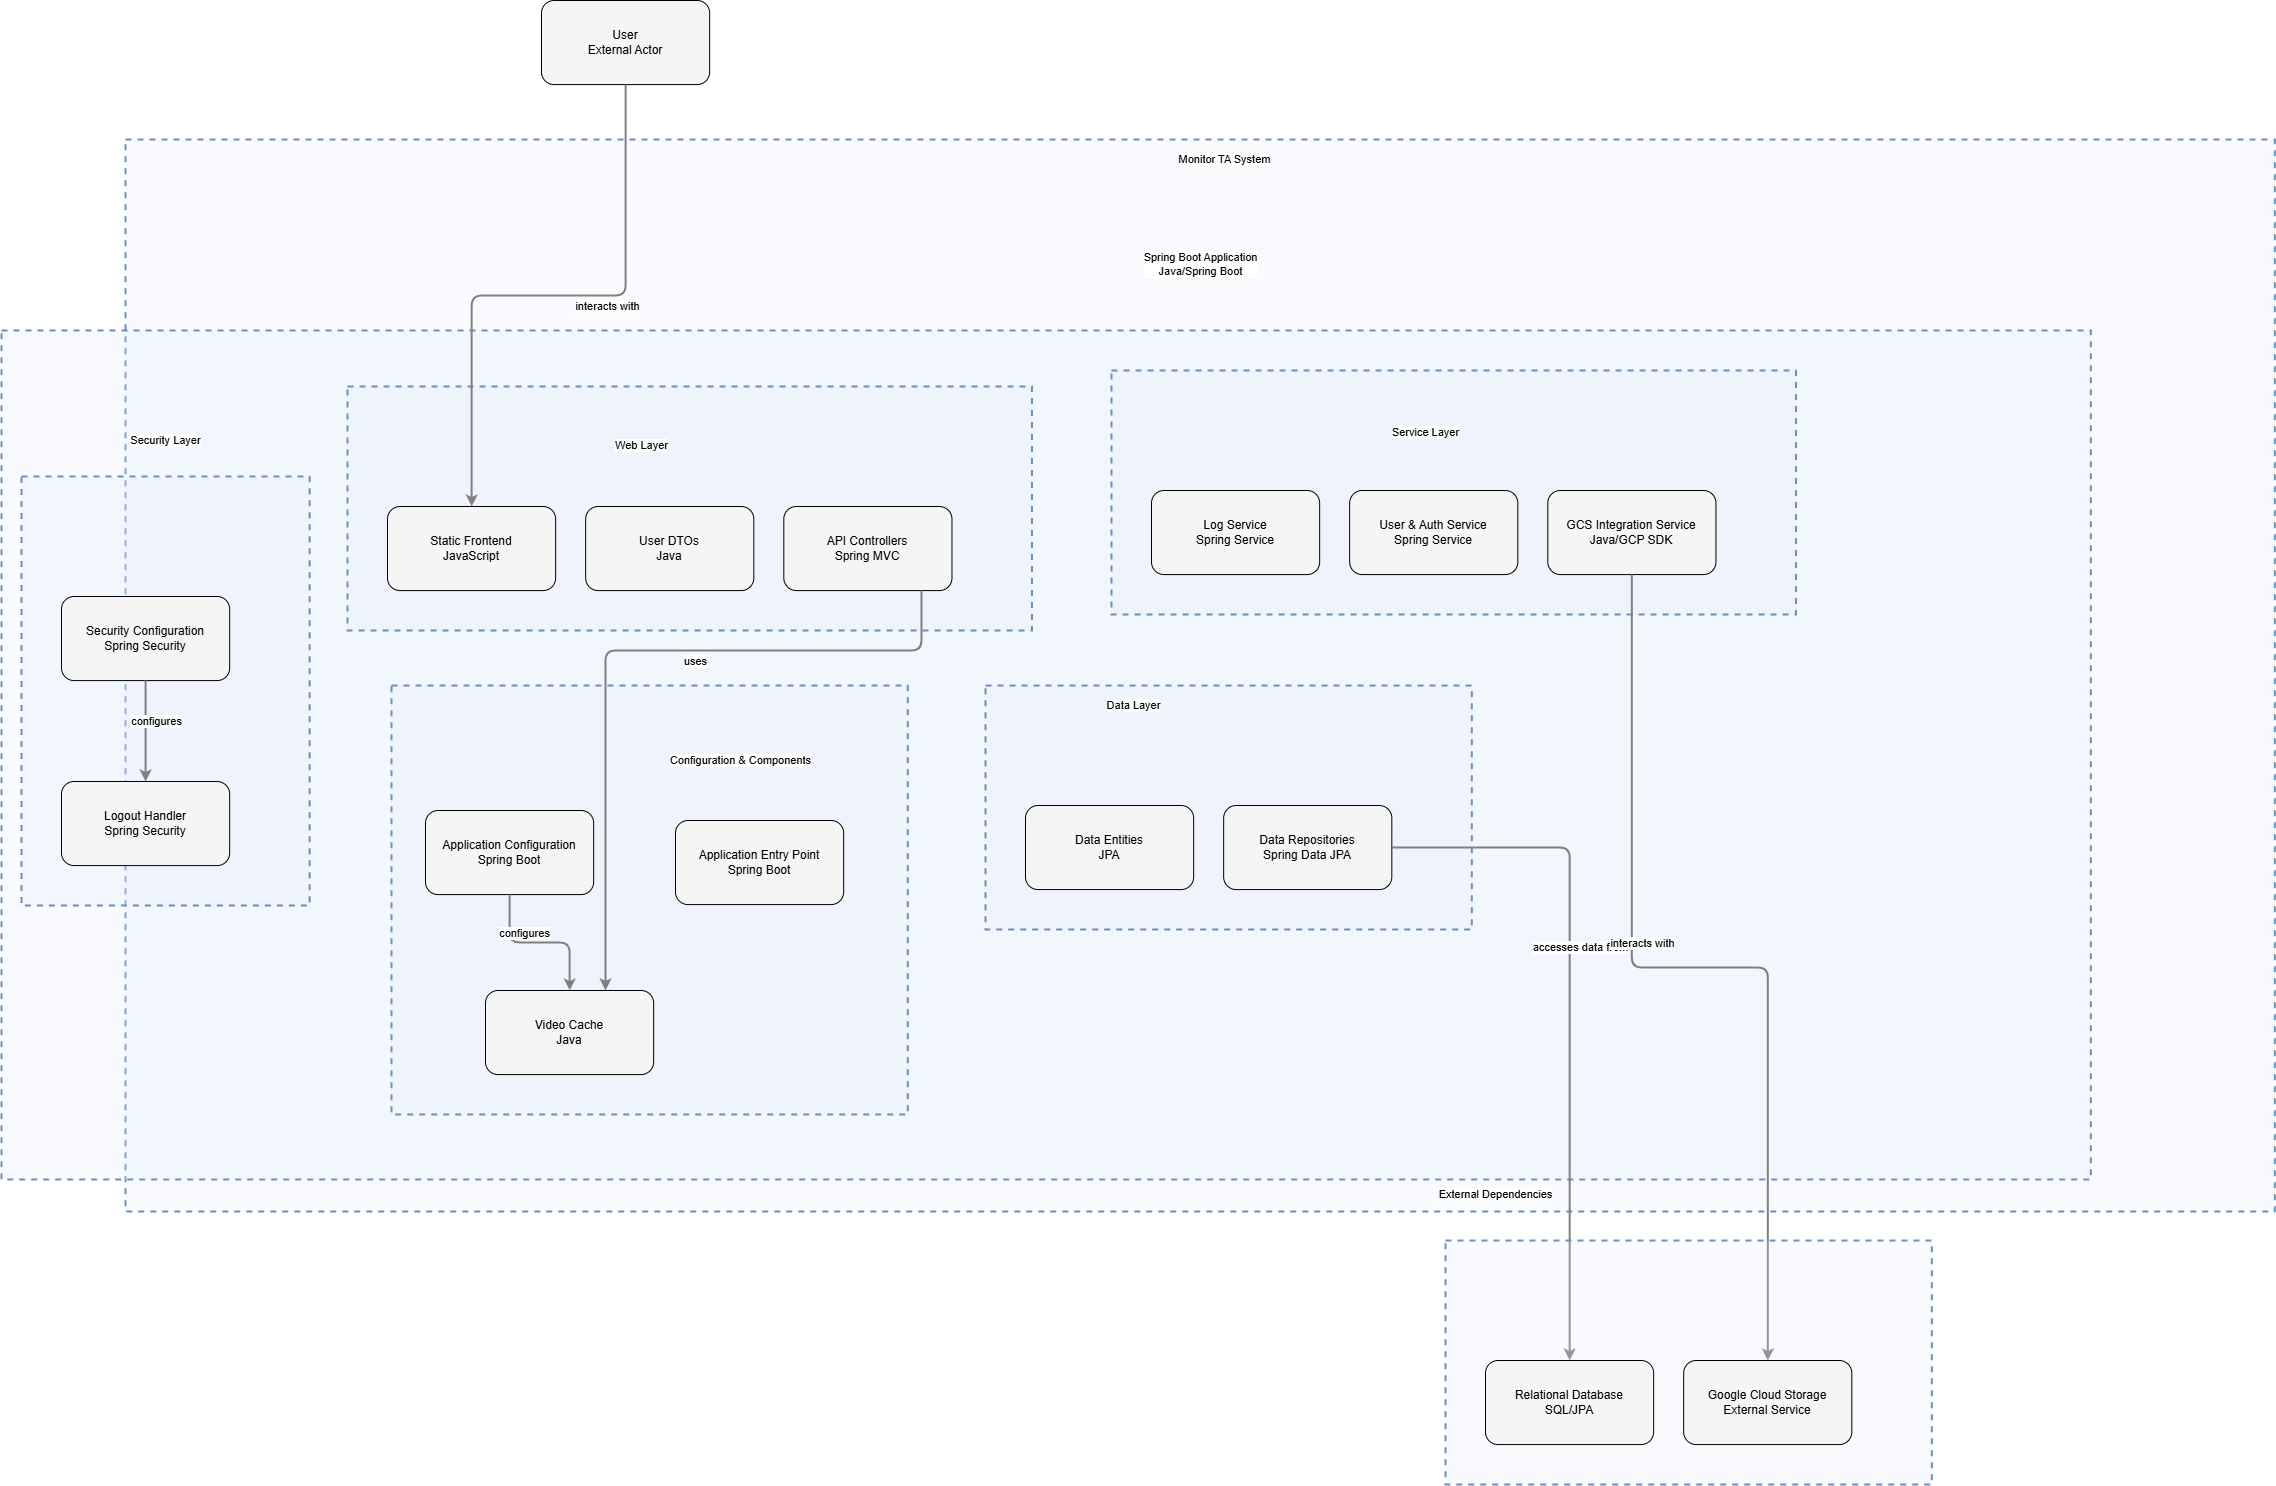 User
External Actor
Monitor TA System
Spring Boot Application
Java/Spring Boot
interacts with
Security Layer
Web Layer
Service Layer
Static Frontend
JavaScript
User DTOs
Java
API Controllers
Spring MVC
Log Service
Spring Service
User & Auth Service
Spring Service
GCS Integration Service
Java/GCP SDK
Security Configuration
Spring Security
uses
configures
Data Layer
Configuration & Components
Logout Handler
Spring Security
Application Configuration
Spring Boot
Application Entry Point
Spring Boot
Data Entities
JPA
Data Repositories
Spring Data JPA
configures
accesses data
interacts with
Video Cache
Java
External Dependencies
Relational Database
SQL/JPA
Google Cloud Storage
External Service